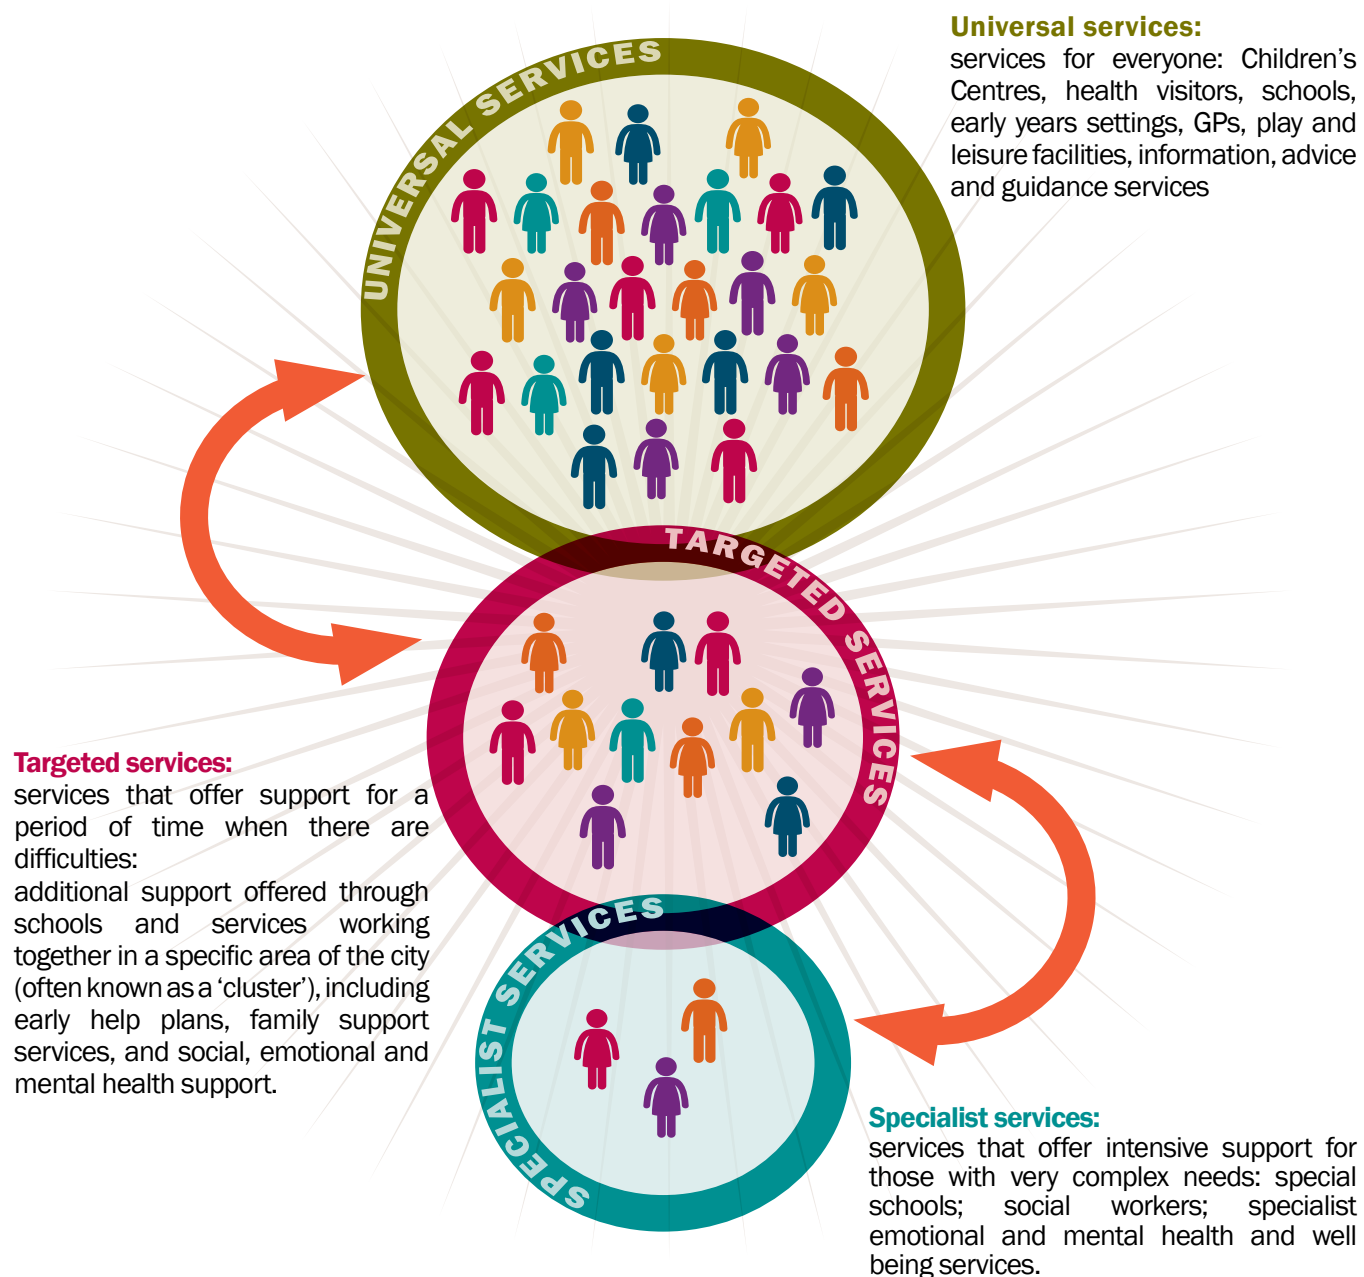 Universal services:
services for everyone: Children's
Centres, health visitors, schools,
early years settings, GPs, play and
leisure facilities, information, advice
and guidance services
UNIVERSAL SERVICES
TARGETED SERVICES
Targeted services:
services that offer support for a
period of time when there are
difficulties:
additional support offered through
schools and services working
together in a specific area of the city
(often known as a ‘cluster’), including
early help plans, family support
services, and social, emotional and
mental health support.
SPECIALIST SERVICES
Specialist services:
services that offer intensive support for
those with very complex needs: special
schools; social workers; specialist
emotional and mental health and well
being services.